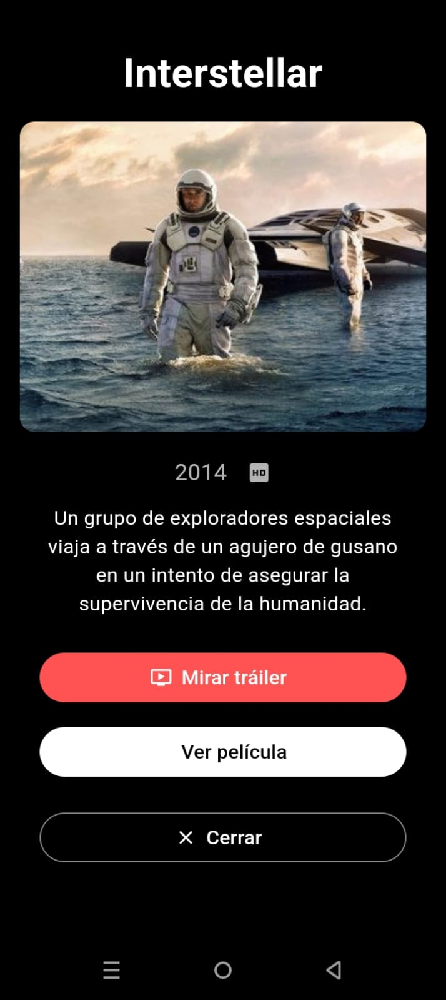 Interstellar
2014 HD
Un grupo de exploradores espaciales
viaja a través de un agujero de gusano
en un intento de asegurar la
supervivencia de la humanidad.
Mirar tráiler
Ver película
Cerrar